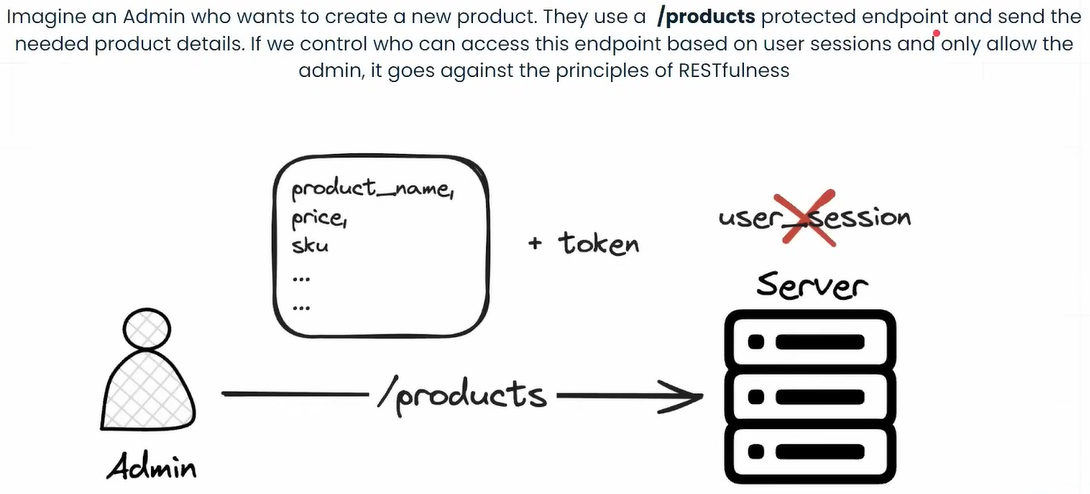 Imagine an Admin who wants to create a new product. They use a /products protected endpoint and send the
needed product details. If we control who can access this endpoint based on user sessions and only allow the
admin, it goes against the principles of RESTfulness
product_name,
price,
sku
...
...
+ token
user_session
Server
/products
Admin